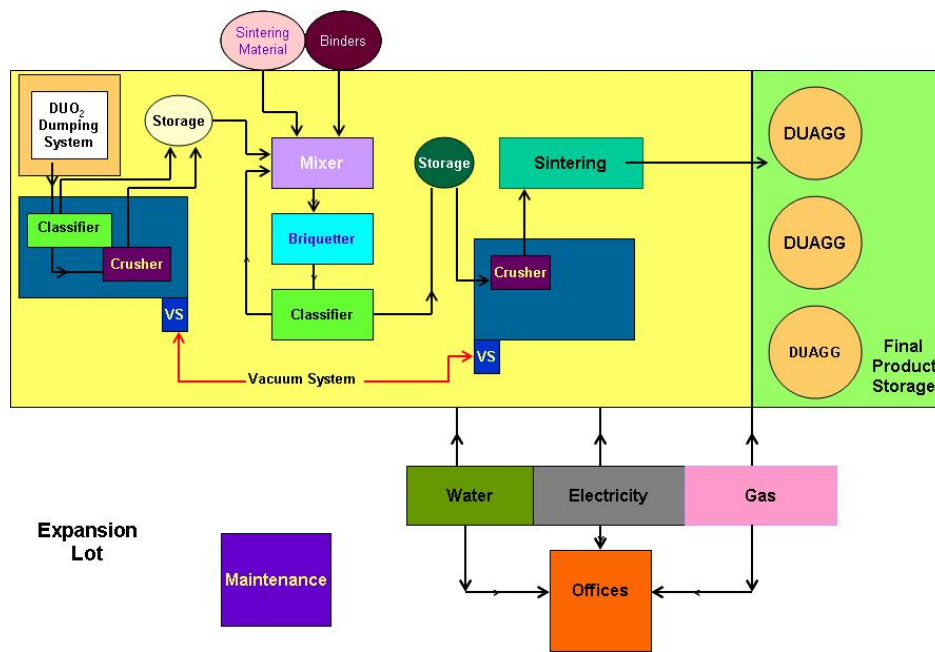 Sintering
Material
Binders
DUO₂
Dumping
System
Storage
Mixer
Storage
Sintering
DUAGG
Classifier
Briquetter
DUAGG
Crusher
Crusher
Classifier
VS
VS
Vacuum System
DUAGG
Final
Product
Storage
Water
Electricity
Gas
Expansion
Lot
Maintenance
Offices